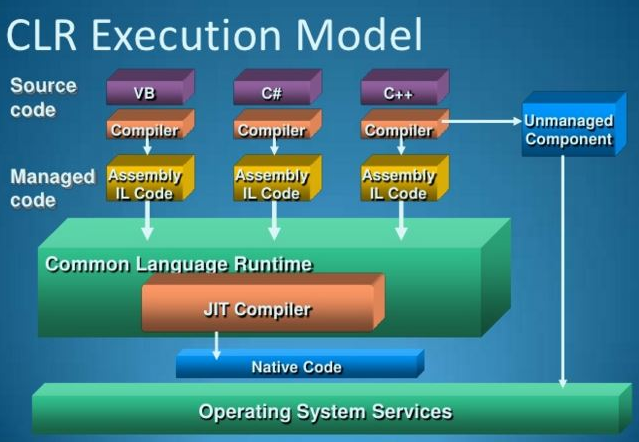 CLR Execution Model
Source
code
VB
C#
C++
Compiler
Compiler
Compiler
Unmanaged
Component
Managed
code
Assembly
IL Code
Assembly
IL Code
Assembly
IL Code
Common Language Runtime
JIT Compiler
Native Code
Operating System Services